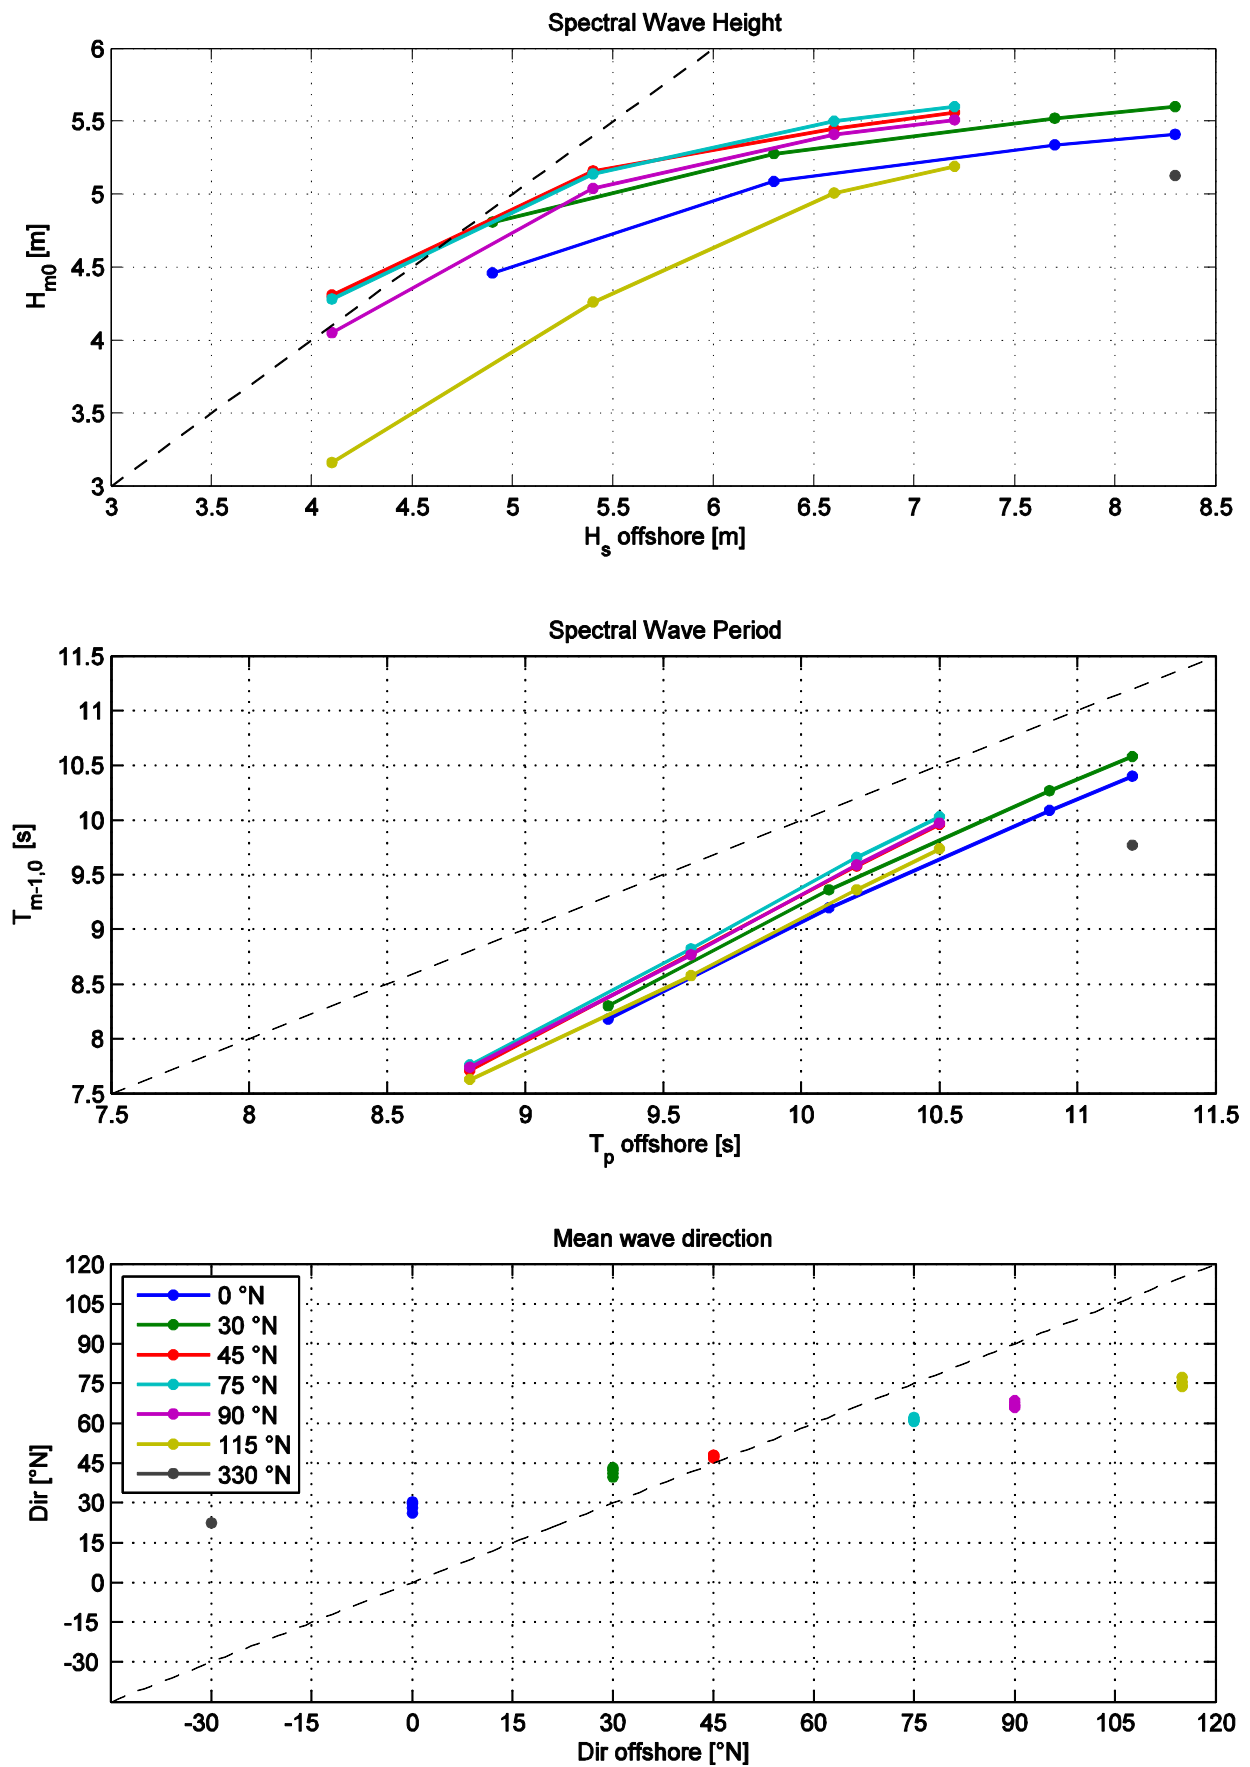 Spectral Wave Height
6
5.5
5
4.5
4
3.5
3
H_m0 [m]
3 3.5 4 4.5 5 5.5 6 6.5 7 7.5 8 8.5
H_s offshore [m]
Spectral Wave Period
11.5
11
10.5
10
9.5
9
8.5
8
7.5
T_m-1,0 [s]
7.5 8 8.5 9 9.5 10 10.5 11 11.5
T_p offshore [s]
Mean wave direction
120
105
90
75
60
45
30
15
0
-15
-30
Dir [°N]
0 °N
30 °N
45 °N
75 °N
90 °N
115 °N
330 °N
-30 -15 0 15 30 45 60 75 90 105 120
Dir offshore [°N]